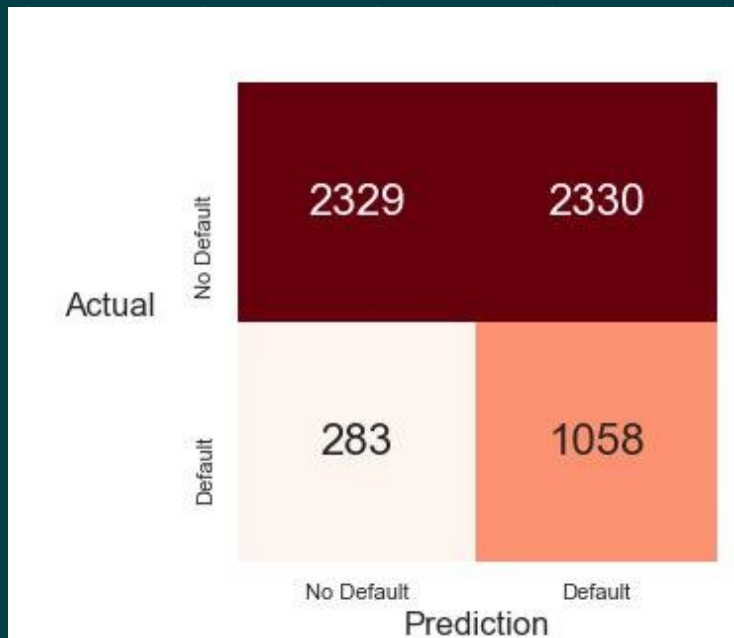 2329 2330
No Default
Actual
283 1058
Default
No Default Default
Prediction